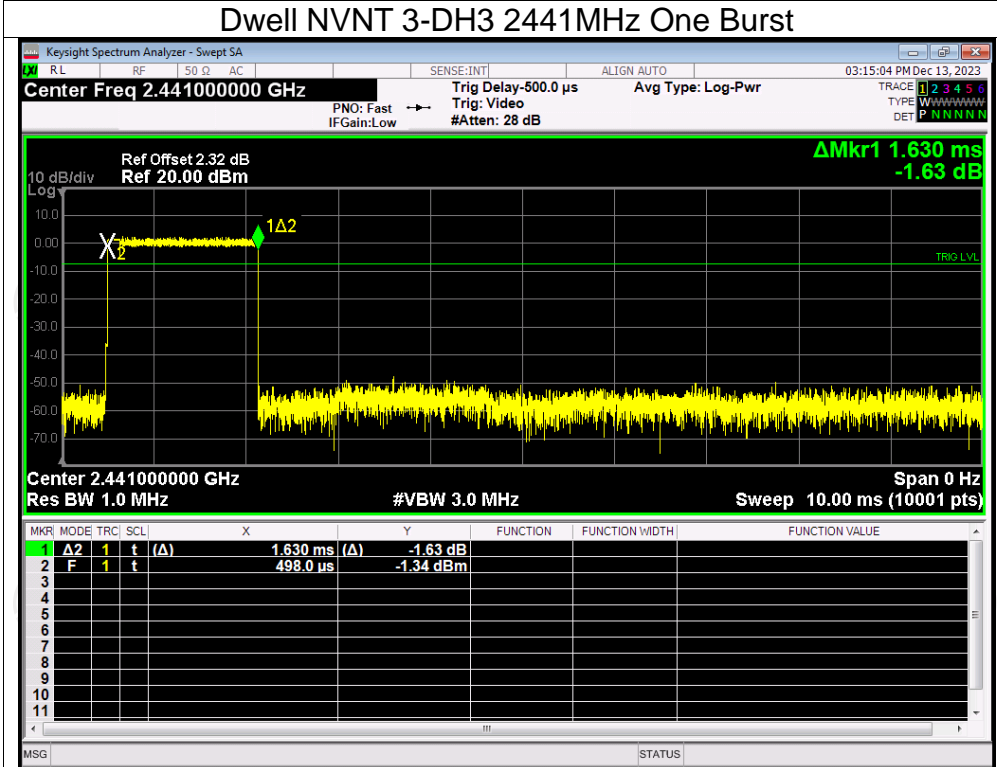 Dwell NVNT 3-DH3 2441MHz One Burst
Keysight Spectrum Analyzer - Swept SA
LXI RL RF 50 Ω AC SENSE:INT ALIGN AUTO 03:15:04 PM Dec 13, 2023
Center Freq 2.441000000 GHz Trig Delay-500.0 µs Avg Type: Log-Pwr TRACE 1 2 3 4 5 6
PNO: Fast Trig: Video TYPE WWWWWW
IFGain:Low #Atten: 28 dB DET P N N N N N
ΔMkr1 1.630 ms
-1.63 dB
Ref Offset 2.32 dB
10 dB/div Ref 20.00 dBm
Log
10.0
1Δ2
0.00
X2
TRIG LVL
-10.0
-20.0
-30.0
-40.0
-50.0
-60.0
-70.0
Center 2.441000000 GHz Span 0 Hz
Res BW 1.0 MHz #VBW 3.0 MHz Sweep 10.00 ms (10001 pts)
MKR MODE TRC SCL X Y FUNCTION FUNCTION WIDTH FUNCTION VALUE
1 Δ2 1 t (Δ) 1.630 ms (Δ) -1.63 dB
2 F 1 t 498.0 µs -1.34 dBm
3
4
5
6
7
8
9
10
11
MSG STATUS